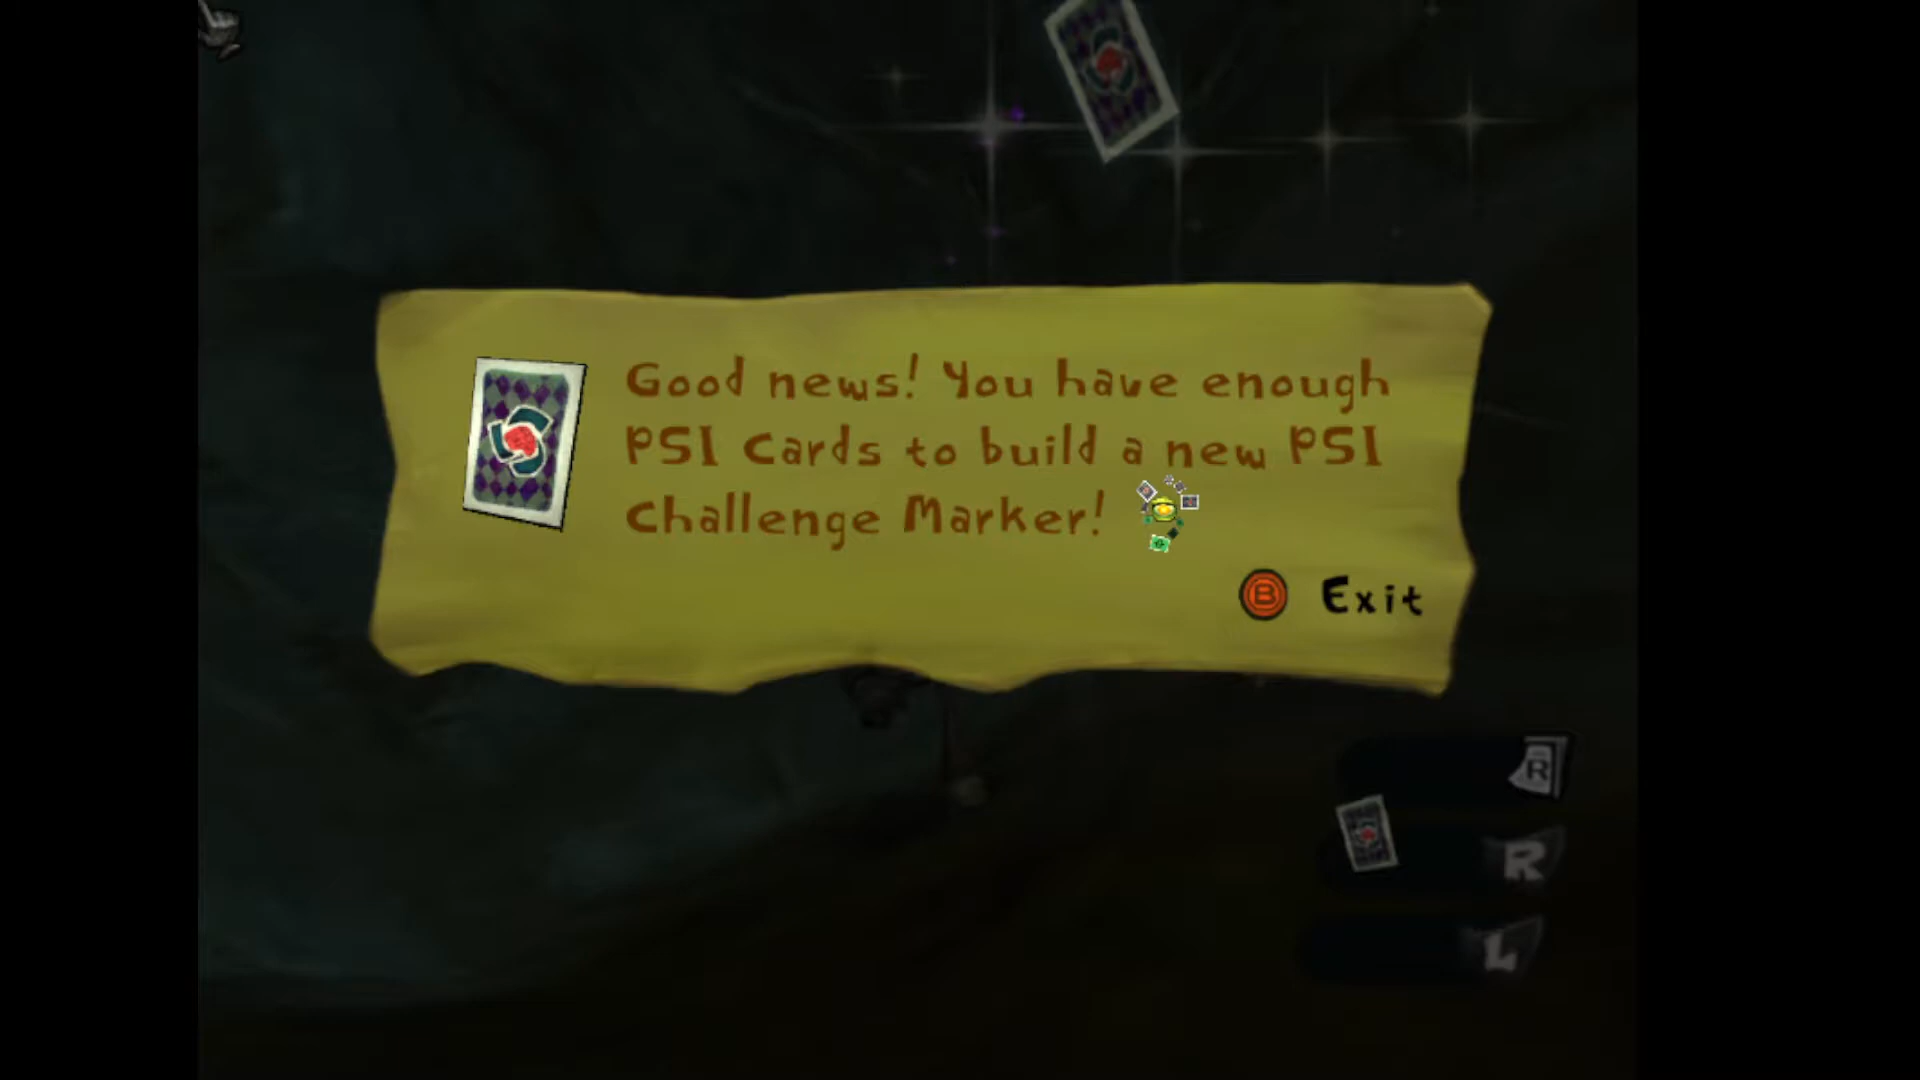 Good news! You have enough
PSI Cards to build a new PSI
Challenge Marker!
B Exit
R
R
L